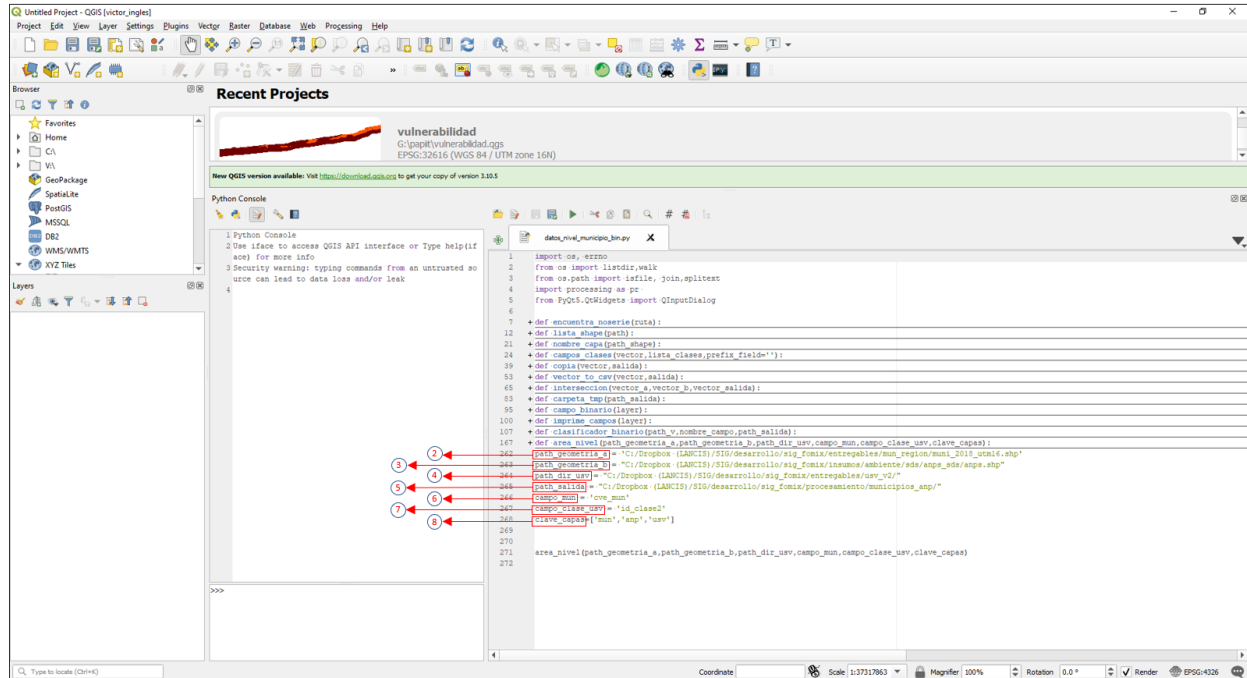 Untitled Project - QGIS [victor_ingles]
Project Edit View Layer Settings Plugins Vector Raster Database Web Processing Help
Browser
Favorites
Home
C:\
V:\
GeoPackage
SpatiaLite
PostGIS
MSSQL
DB2
WMS/WMTS
XYZ Tiles
Layers
Recent Projects
vulnerabilidad
G:\papit\vulnerabilidad.qgs
EPSG:32616 (WGS 84 / UTM zone 16N)
New QGIS version available: Visit https://download.qgis.org to get your copy of version 3.10.5
Python Console
1 Python Console
2 Use iface to access QGIS API interface or Type help(if
ace) for more info
3 Security warning: typing commands from an untrusted so
urce can lead to data loss and/or leak
4
>>>
datos_nivel_municipio_bin.py X
1 import os, errno
2 from os import listdir,walk
3 from os.path import isfile, join,splitext
4 import processing as pr
5 from PyQt5.QtWidgets import QInputDialog
6
7 +def encuentra_noserie(ruta):
12 +def lista_shape(path):
21 +def nombre_capa(path_shape):
24 +def campos_clases(vector,lista_clases,prefix_field=''):
39 +def copia(vector,salida):
53 +def vector_to_csv(vector,salida):
65 +def interseccion(vector_a,vector_b,vector_salida):
83 +def carpeta_tmp(path_salida):
95 +def campo_binario(layer):
100 +def imprime_campos(layer):
107 +def clasificador_binario(path_v,nombre_campo,path_salida):
167 +def area_nivel(path_geometria_a,path_geometria_b,path_dir_usv,campo_mun,campo_clase_usv,clave_capas):
2 262 path_geometria_a = 'C:/Dropbox (LANCIS)/SIG/desarrollo/sig_fomix/entregables/mun_region/muni_2018_utm16.shp'
3 263 path_geometria_b = "C:/Dropbox (LANCIS)/SIG/desarrollo/sig_fomix/insumos/ambiente/sds/anps_sds/anps.shp"
4 264 path_dir_usv = "C:/Dropbox (LANCIS)/SIG/desarrollo/sig_fomix/entregables/usv_v2/"
5 265 path_salida = "C:/Dropbox (LANCIS)/SIG/desarrollo/sig_fomix/procesamiento/municipios_anp/"
6 266 campo_mun = 'cve_mun'
7 267 campo_clase_usv = 'id_clase2'
8 268 clave_capas=['mun','anp','usv']
269
270
271 area_nivel(path_geometria_a,path_geometria_b,path_dir_usv,campo_mun,campo_clase_usv,clave_capas)
272
Type to locate (Ctrl+K)
Coordinate
Scale 1:37317863
Magnifier 100%
Rotation 0.0 °
Render
EPSG:4326